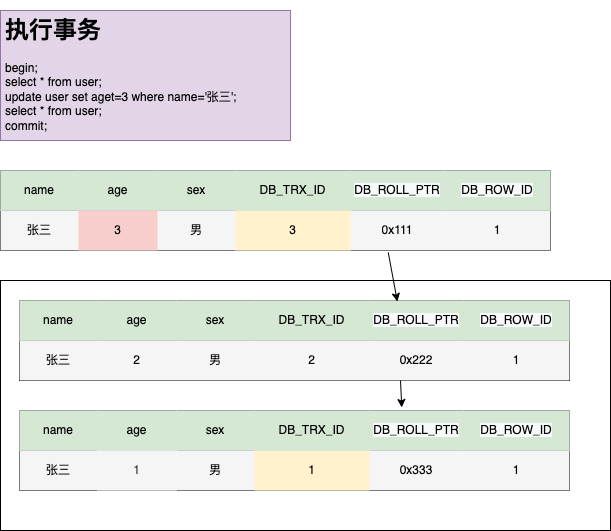 执行事务
begin;
select * from user;
update user set aget=3 where name='张三';
select * from user;
commit;
name age sex DB_TRX_ID DB_ROLL_PTR DB_ROW_ID
张三 3 男 3 0x111 1
name age sex DB_TRX_ID DB_ROLL_PTR DB_ROW_ID
张三 2 男 2 0x222 1
name age sex DB_TRX_ID DB_ROLL_PTR DB_ROW_ID
张三 1 男 1 0x333 1